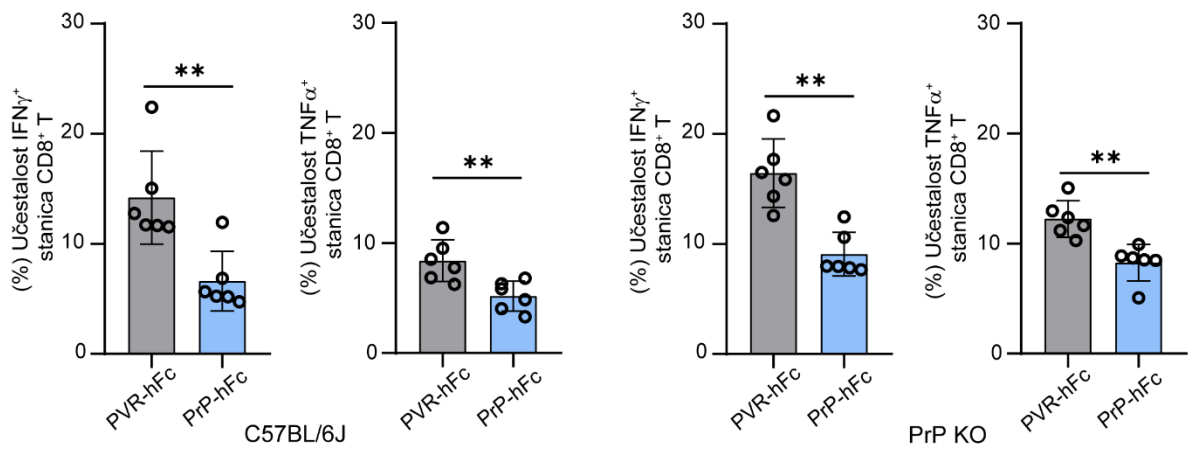 (%) Učestalost IFNγ⁺
stanica CD8⁺ T
30
20
10
0
**
PVR-hFc
PrP-hFc
(%) Učestalost TNFα⁺
stanica CD8⁺ T
30
20
10
0
**
PVR-hFc
PrP-hFc
C57BL/6J
(%) Učestalost IFNγ⁺
stanica CD8⁺ T
30
20
10
0
**
PVR-hFc
PrP-hFc
(%) Učestalost TNFα⁺
stanica CD8⁺ T
30
20
10
0
**
PVR-hFc
PrP-hFc
PrP KO